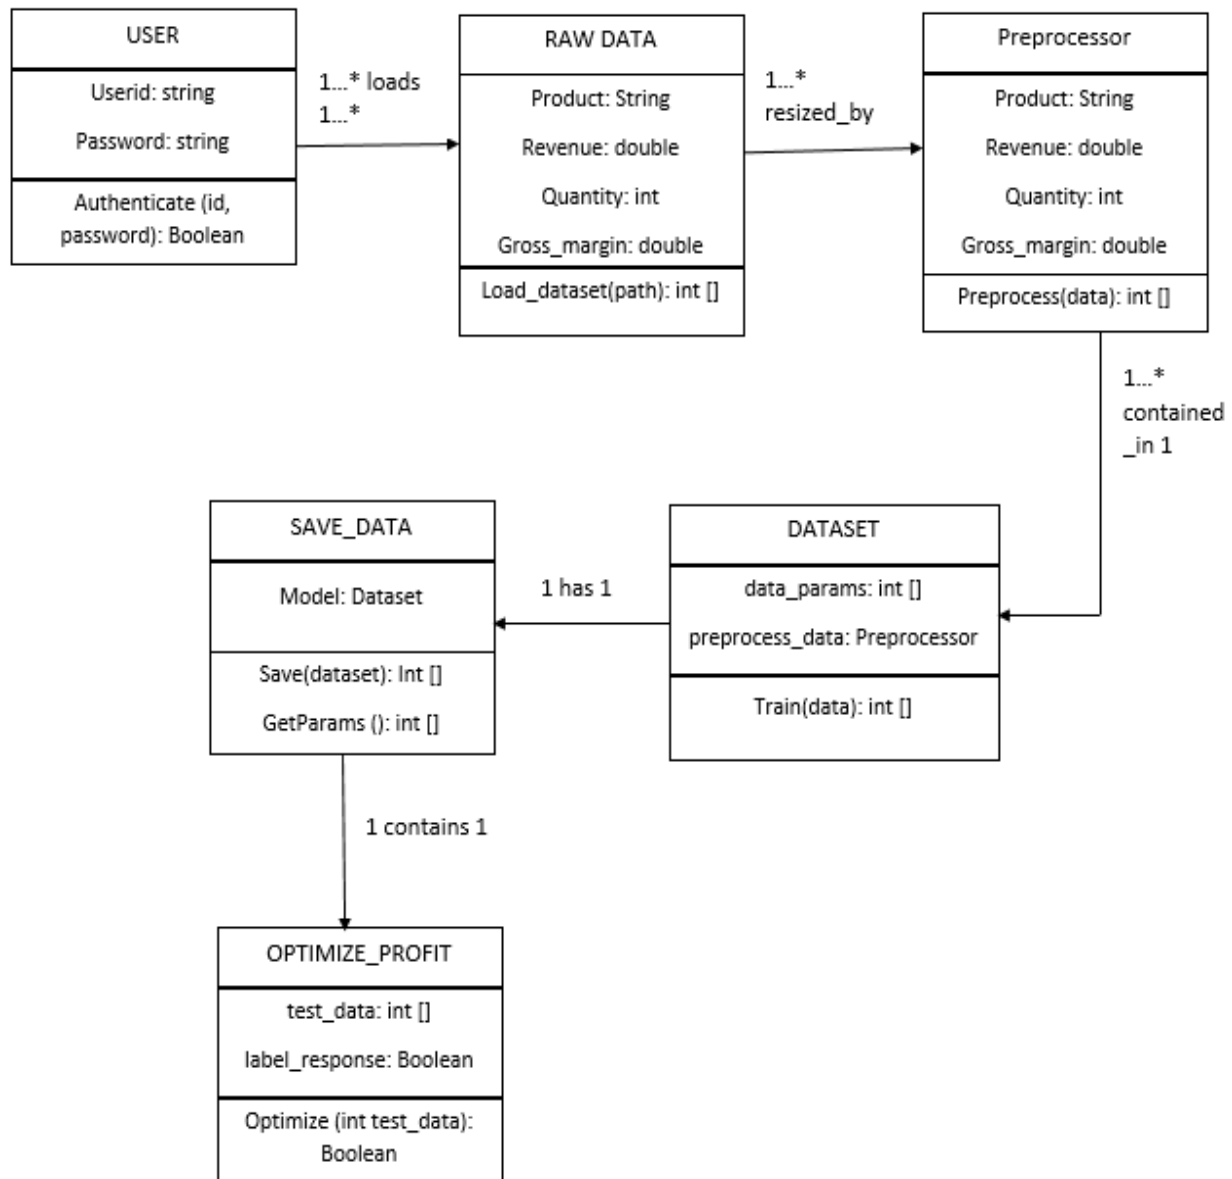 USER
Userid: string
Password: string
Authenticate (id,
password): Boolean
1...* loads
1...*
RAW DATA
Product: String
Revenue: double
Quantity: int
Gross_margin: double
Load_dataset(path): int []
1...*
resized_by
Preprocessor
Product: String
Revenue: double
Quantity: int
Gross_margin: double
Preprocess(data): int []
1...*
contained
_in 1
DATASET
data_params: int []
preprocess_data: Preprocessor
Train(data): int []
1 has 1
SAVE_DATA
Model: Dataset
Save(dataset): Int []
GetParams (): int []
1 contains 1
OPTIMIZE_PROFIT
test_data: int []
label_response: Boolean
Optimize (int test_data):
Boolean